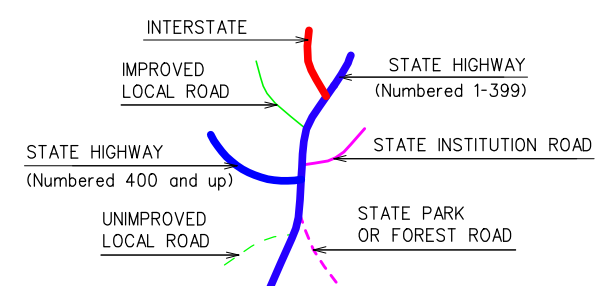 INTERSTATE
IMPROVED
LOCAL ROAD
STATE HIGHWAY
(Numbered 1-399)
STATE HIGHWAY
(Numbered 400 and up)
STATE INSTITUTION ROAD
UNIMPROVED
LOCAL ROAD
STATE PARK
OR FOREST ROAD